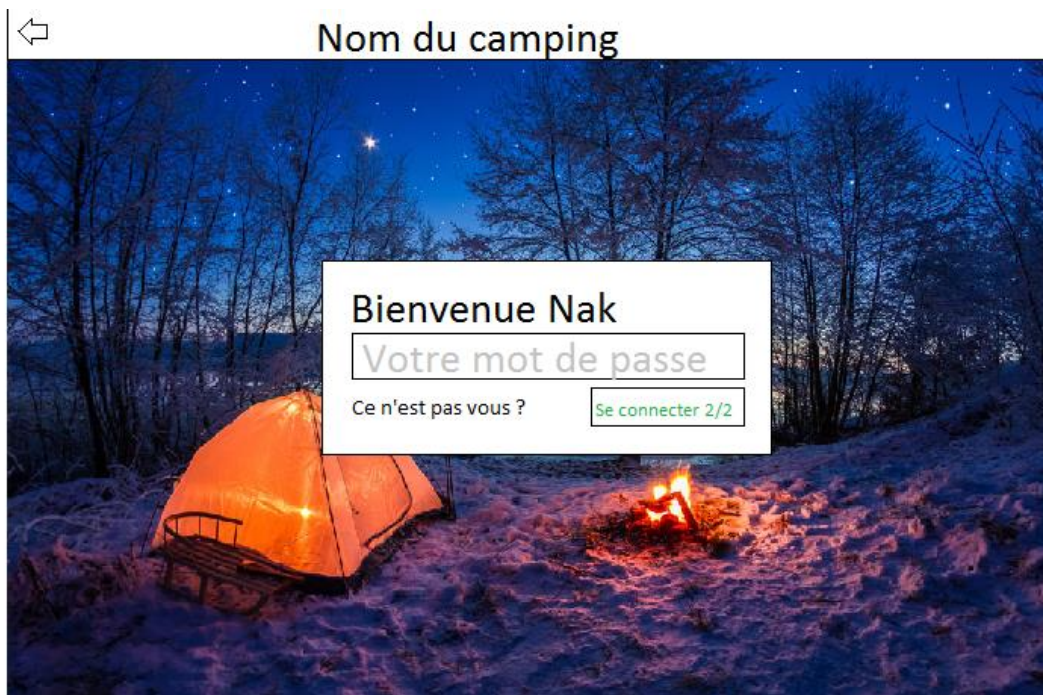 Nom du camping
Bienvenue Nak
Votre mot de passe
Ce n'est pas vous ?
Se connecter 2/2